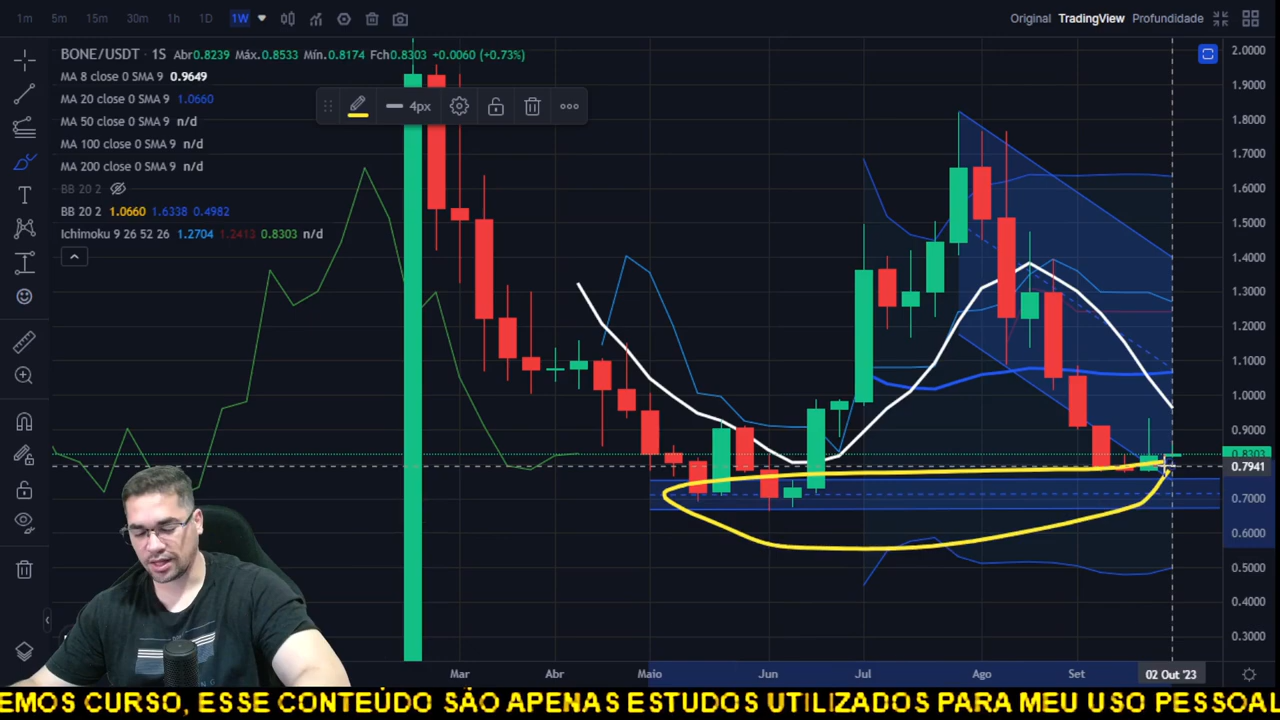 1m 5m 15m 30m 1h 1D 1W Original TradingView Profundidade
BONE/USDT · 1S Abr0.8239 Máx.0.8533 Mín.0.8174 Fch0.8303 +0.0060 (+0.73%)
MA 8 close 0 SMA 9 0.9649
MA 20 close 0 SMA 9 1.0660
MA 50 close 0 SMA 9 n/d
MA 100 close 0 SMA 9 n/d
MA 200 close 0 SMA 9 n/d
BB 20 2
BB 20 2 1.0660 1.6338 0.4982
Ichimoku 9 26 52 26 1.2704 1.2413 0.8303 n/d
4px
2.0000
1.9000
1.8000
1.7000
1.6000
1.5000
1.4000
1.3000
1.2000
1.1000
1.0000
0.9000
0.8303
0.7941
0.7000
0.6000
0.5000
0.4000
0.3000
Mar Abr Maio Jun Jul Ago Set 02 Out '23
EMOS CURSO, ESSE CONTEÚDO SÃO APENAS ESTUDOS UTILIZADOS PARA MEU USO PESSOAL